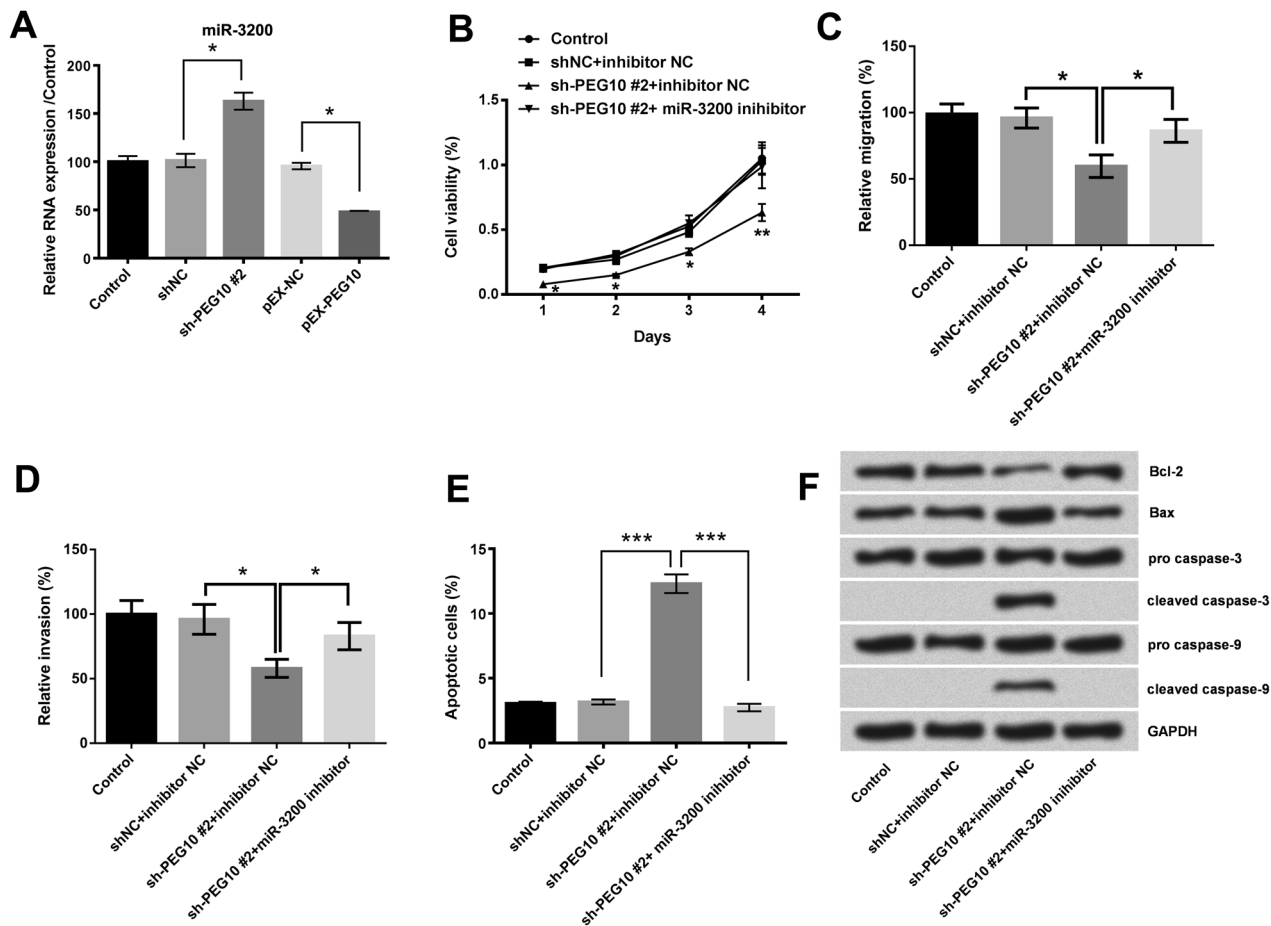 A
miR-3200
Relative RNA expression /Control
200
150
100
50
0
*
*
Control
shNC
sh-PEG10 #2
pEX-NC
pEX-PEG10
B
Control
shNC+inhibitor NC
sh-PEG10 #2+inhibitor NC
sh-PEG10 #2+ miR-3200 inihibitor
Cell viability (%)
1.5
1.0
0.5
0.0
*
*
*
**
1
2
3
4
Days
C
Relative migration (%)
150
100
50
0
*
*
Control
shNC+inhibitor NC
sh-PEG10 #2+inhibitor NC
sh-PEG10 #2+miR-3200 inhibitor
D
Relative invasion (%)
150
100
50
0
*
*
Control
shNC+inhibitor NC
sh-PEG10 #2+inhibitor NC
sh-PEG10 #2+miR-3200 inhibitor
E
Apoptotic cells (%)
15
10
5
0
***
***
Control
shNC+inhibitor NC
sh-PEG10 #2+inhibitor NC
sh-PEG10 #2+ miR-3200 inihibitor
F
Bcl-2
Bax
pro caspase-3
cleaved caspase-3
pro caspase-9
cleaved caspase-9
GAPDH
Control
shNC+inhibitor NC
sh-PEG10 #2+inhibitor NC
sh-PEG10 #2+miR-3200 inhibitor